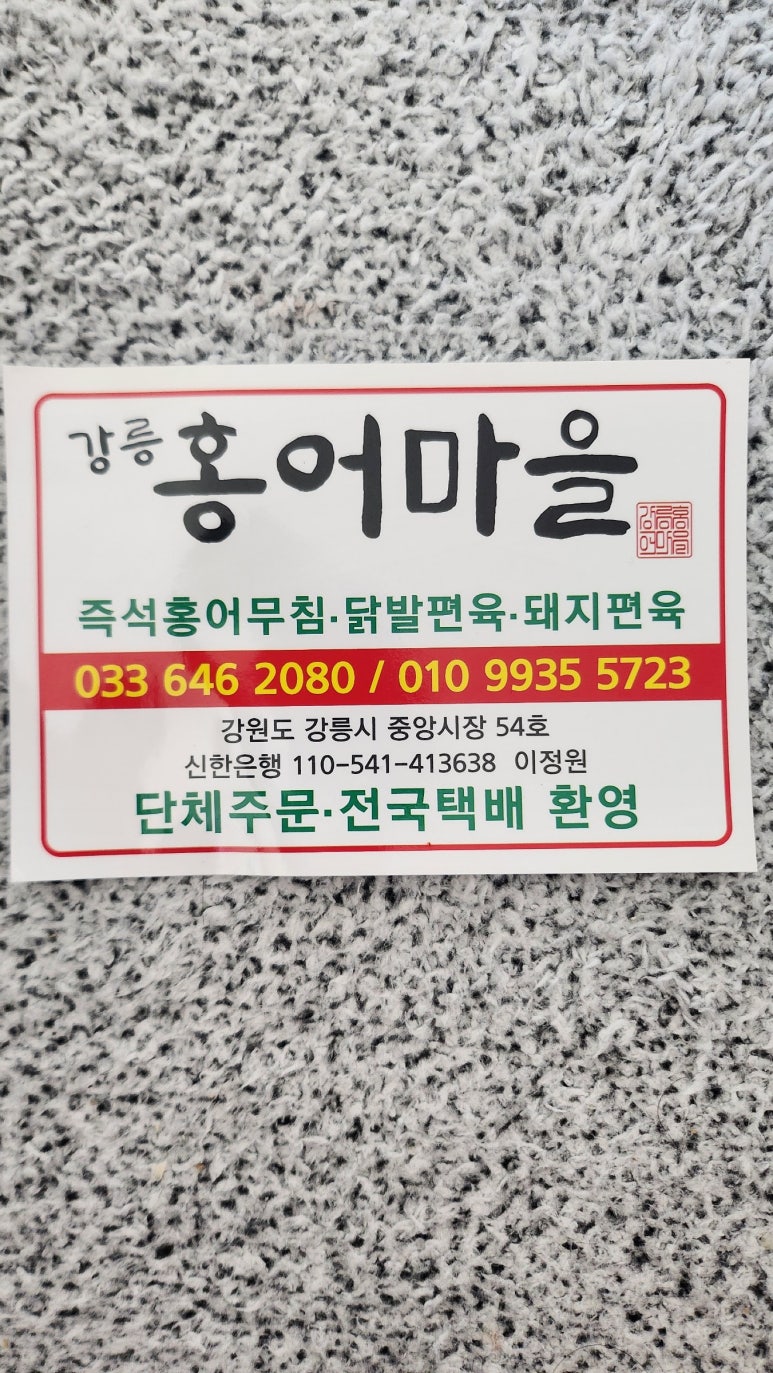 강릉 홍어마을
강릉홍
어마을
즉석홍어무침·닭발편육·돼지편육
033 646 2080 / 010 9935 5723
강원도 강릉시 중앙시장 54호
신한은행 110-541-413638 이정원
단체주문·전국택배 환영